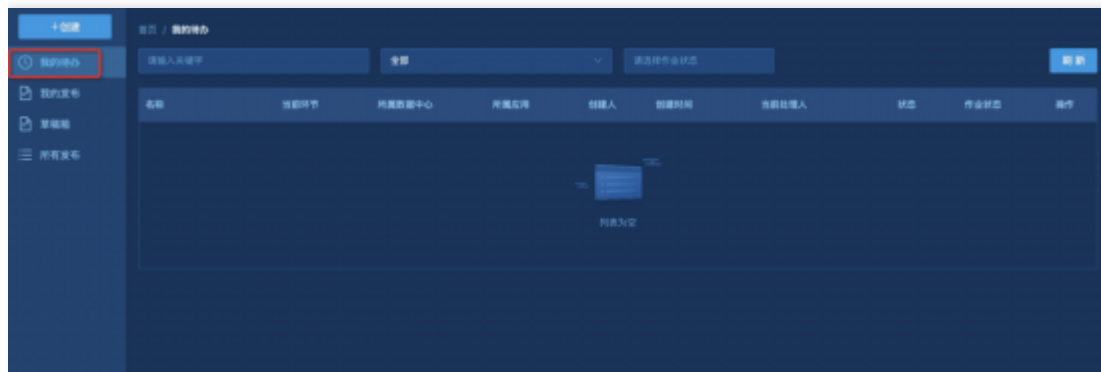 +创建
首页 / 我的待办
我的待办
请输入关键字
全部
请选择作业状态
刷新
我的发布
草稿箱
所有发布
名称 当前环节 所属数据中心 所属应用 创建人 创建时间 当前处理人 状态 作业状态 操作
列表为空